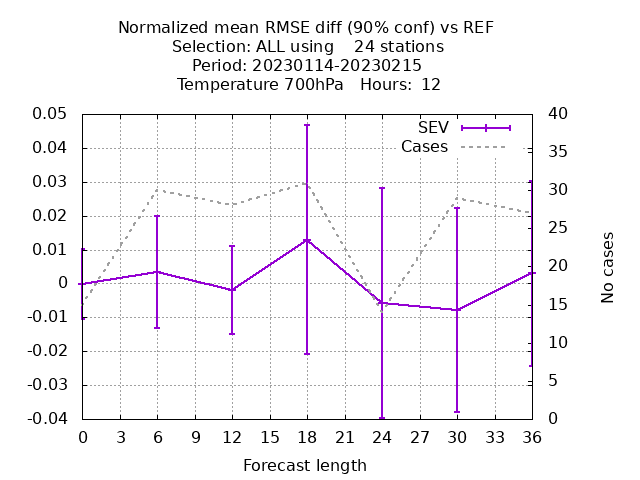 Normalized mean RMSE diff (90% conf) vs REF
Selection: ALL using    24 stations
Period: 20230114-20230215
Temperature 700hPa   Hours:  12
SEV
Cases
0.05
0.04
0.03
0.02
0.01
0
-0.01
-0.02
-0.03
-0.04
40
35
30
25
20
15
10
5
0
No cases
0 3 6 9 12 15 18 21 24 27 30 33 36
Forecast length